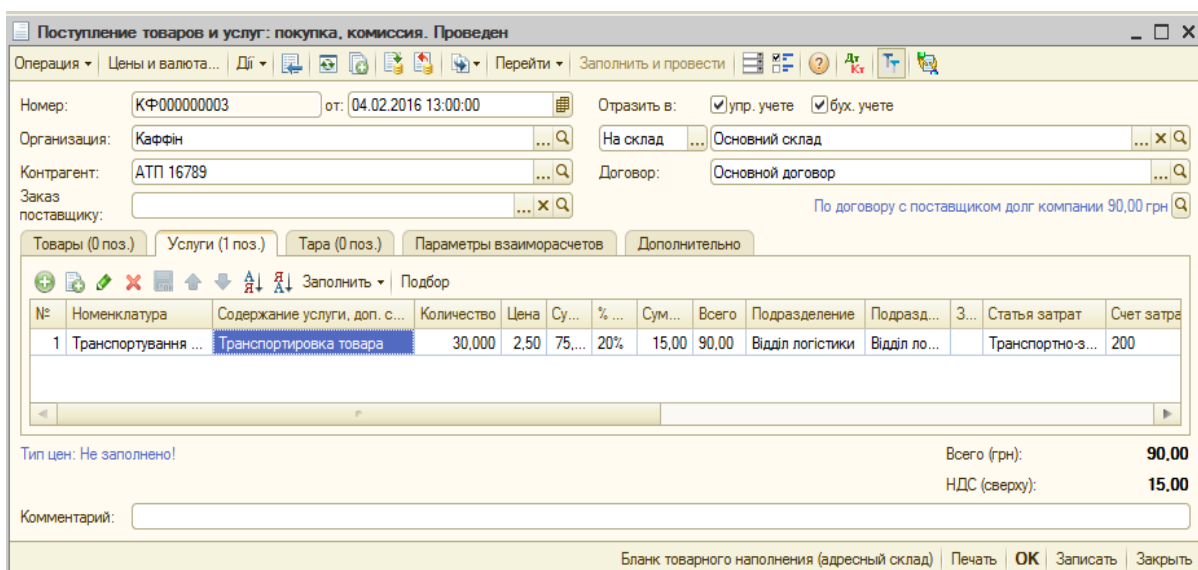 Поступление товаров и услуг: покупка, комиссия. Проведен
Операция Цены и валюта... Дії Перейти Заполнить и провести Дт Кт Тт
Номер: КФ000000003 от: 04.02.2016 13:00:00 Отразить в: упр. учете бух. учете
Организация: Каффін ... На склад ... Основний склад ...
Контрагент: АТП 16789 ... Договор: Основной договор ...
Заказ
поставщику: ... По договору с поставщиком долг компании 90,00 грн
Товары (0 поз.) Услуги (1 поз.) Тара (0 поз.) Параметры взаиморасчетов Дополнительно
Заполнить Подбор
№ Номенклатура Содержание услуги, доп. с... Количество Цена Су... % ... Сум... Всего Подразделение Подразд... З... Статья затрат Счет затра
1 Транспортування ... Транспортировка товара 30,000 2,50 75,... 20% 15,00 90,00 Відділ логістики Відділ ло... Транспортно-з... 200
Тип цен: Не заполнено! Всего (грн): 90,00
НДС (сверху): 15,00
Комментарий:
Бланк товарного наполнения (адресный склад) Печать OK Записать Закрыть